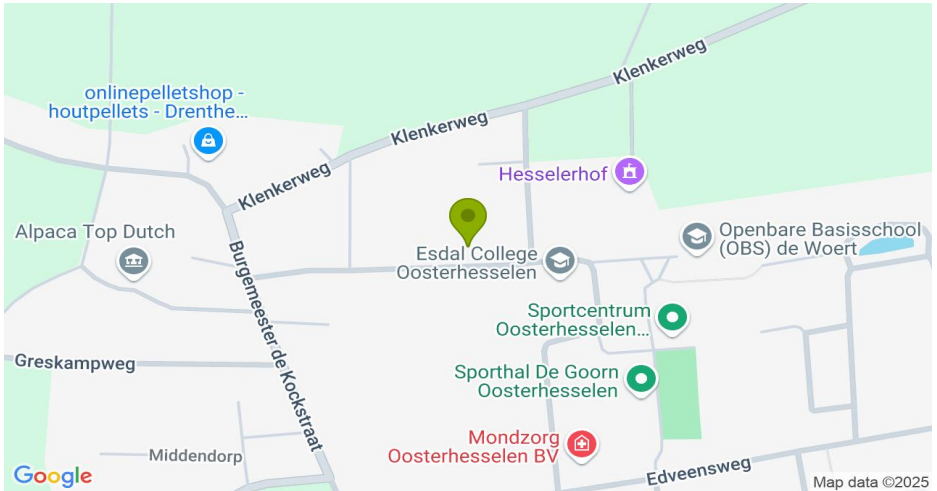 Klenkerweg
onlinepelletshop -
houtpellets - Drenthe...
Klenkerweg
Klenkerweg
Hesselerhof
Alpaca Top Dutch
Burgemeester de Kockstraat
Esdal College
Oosterhesselen
Openbare Basisschool
(OBS) de Woert
Sportcentrum
Oosterhesselen...
Greskampweg
Sporthal De Goorn
Oosterhesselen
Middendorp
Mondzorg
Oosterhesselen BV
Edveensweg
Google
Map data ©2025